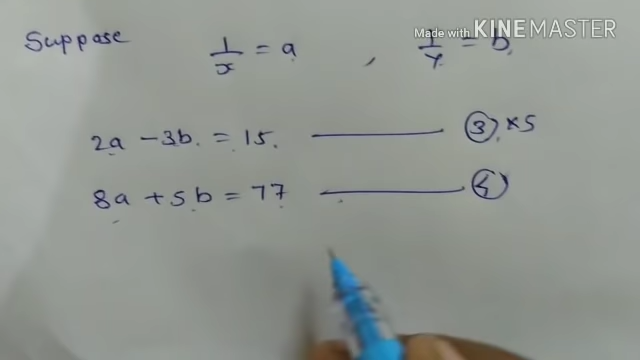 Made with KINEMASTER
Suppose 1/x = a , 1/y = b
2a - 3b = 15 ——— ③ ×5
8a + 5b = 77 ——— ④